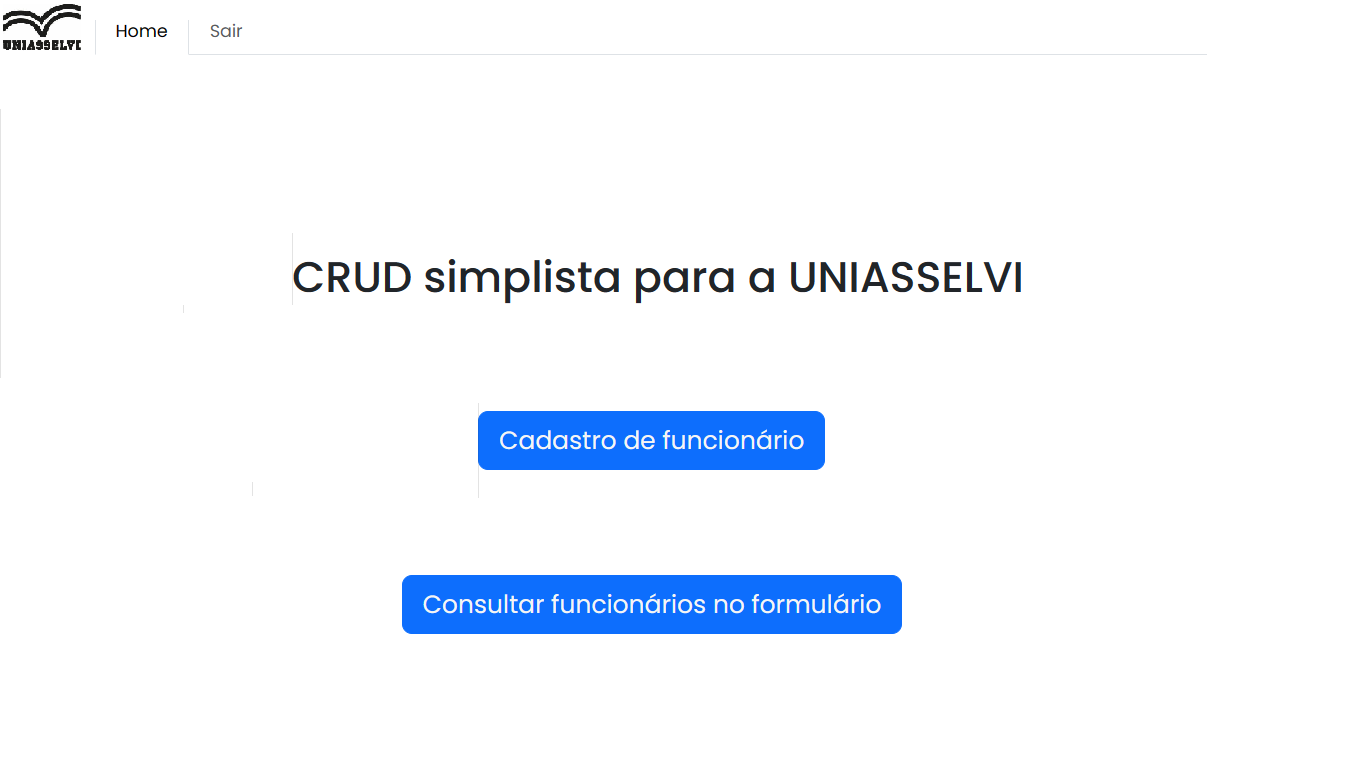 UNIASSELVI
Home
Sair
CRUD simplista para a UNIASSELVI
Cadastro de funcionário
Consultar funcionários no formulário